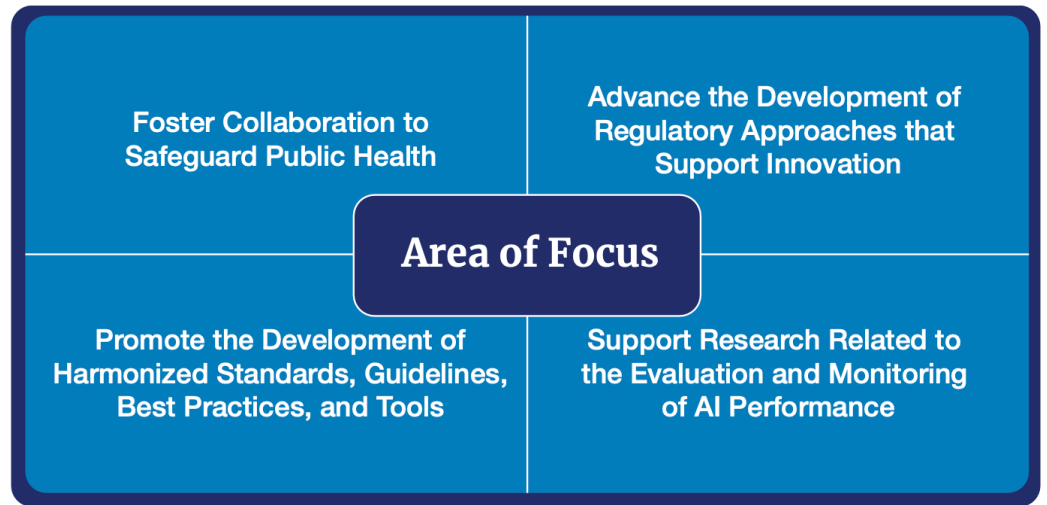 Foster Collaboration to
Safeguard Public Health
Advance the Development of
Regulatory Approaches that
Support Innovation
Area of Focus
Promote the Development of
Harmonized Standards, Guidelines,
Best Practices, and Tools
Support Research Related to
the Evaluation and Monitoring
of AI Performance